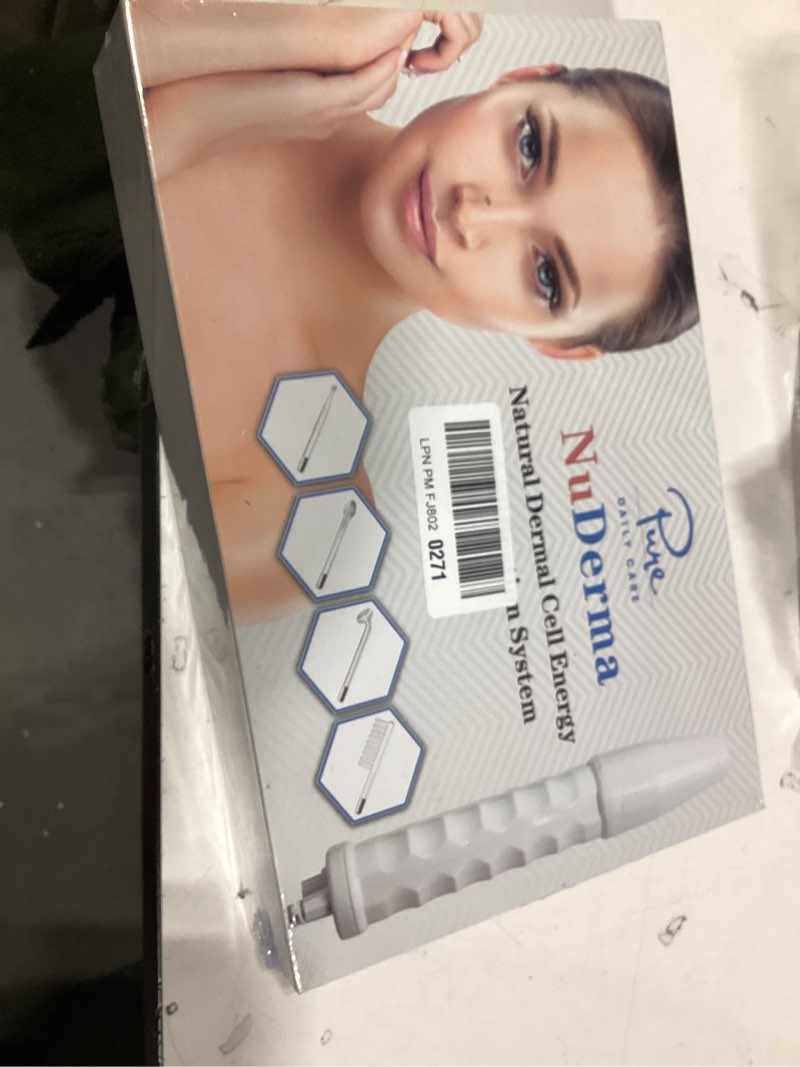 Pure
DAILY CARE
NuDerma
Natural Dermal Cell Energy
n System
LPN PM FJ802 0271